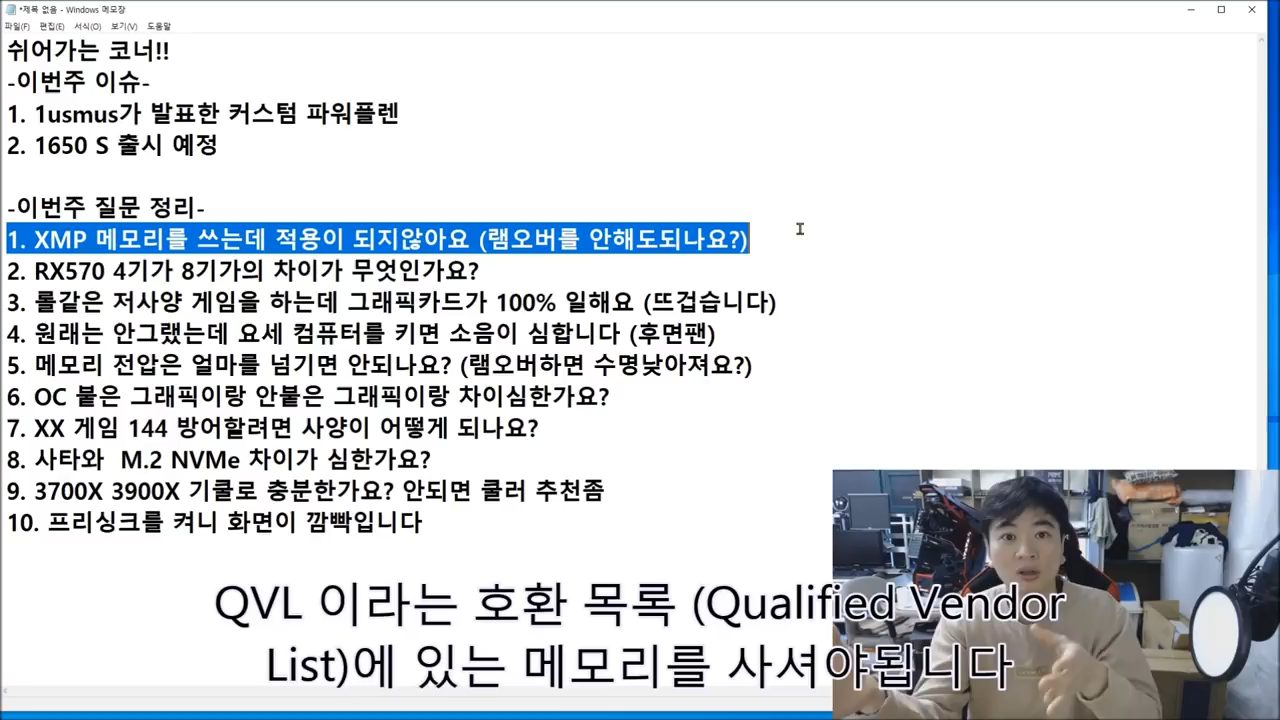 *제목 없음 - Windows 메모장
파일(F) 편집(E) 서식(O) 보기(V) 도움말
쉬어가는 코너!!
-이번주 이슈-
1. 1usmus가 발표한 커스텀 파워플렌
2. 1650 S 출시 예정
-이번주 질문 정리-
1. XMP 메모리를 쓰는데 적용이 되지않아요 (램오버를 안해도되나요?)
2. RX570 4기가 8기가의 차이가 무엇인가요?
3. 롤같은 저사양 게임을 하는데 그래픽카드가 100% 일해요 (뜨겁습니다)
4. 원래는 안그랬는데 요세 컴퓨터를 키면 소음이 심합니다 (후면팬)
5. 메모리 전압은 얼마를 넘기면 안되나요? (램오버하면 수명낮아져요?)
6. OC 붙은 그래픽이랑 안붙은 그래픽이랑 차이심한가요?
7. XX 게임 144 방어할려면 사양이 어떻게 되나요?
8. 사타와  M.2 NVMe 차이가 심한가요?
9. 3700X 3900X 기쿨로 충분한가요? 안되면 쿨러 추천좀
10. 프리싱크를 켜니 화면이 깜빡입니다
QVL 이라는 호환 목록 (Qualified Vendor
List)에 있는 메모리를 사셔야됩니다